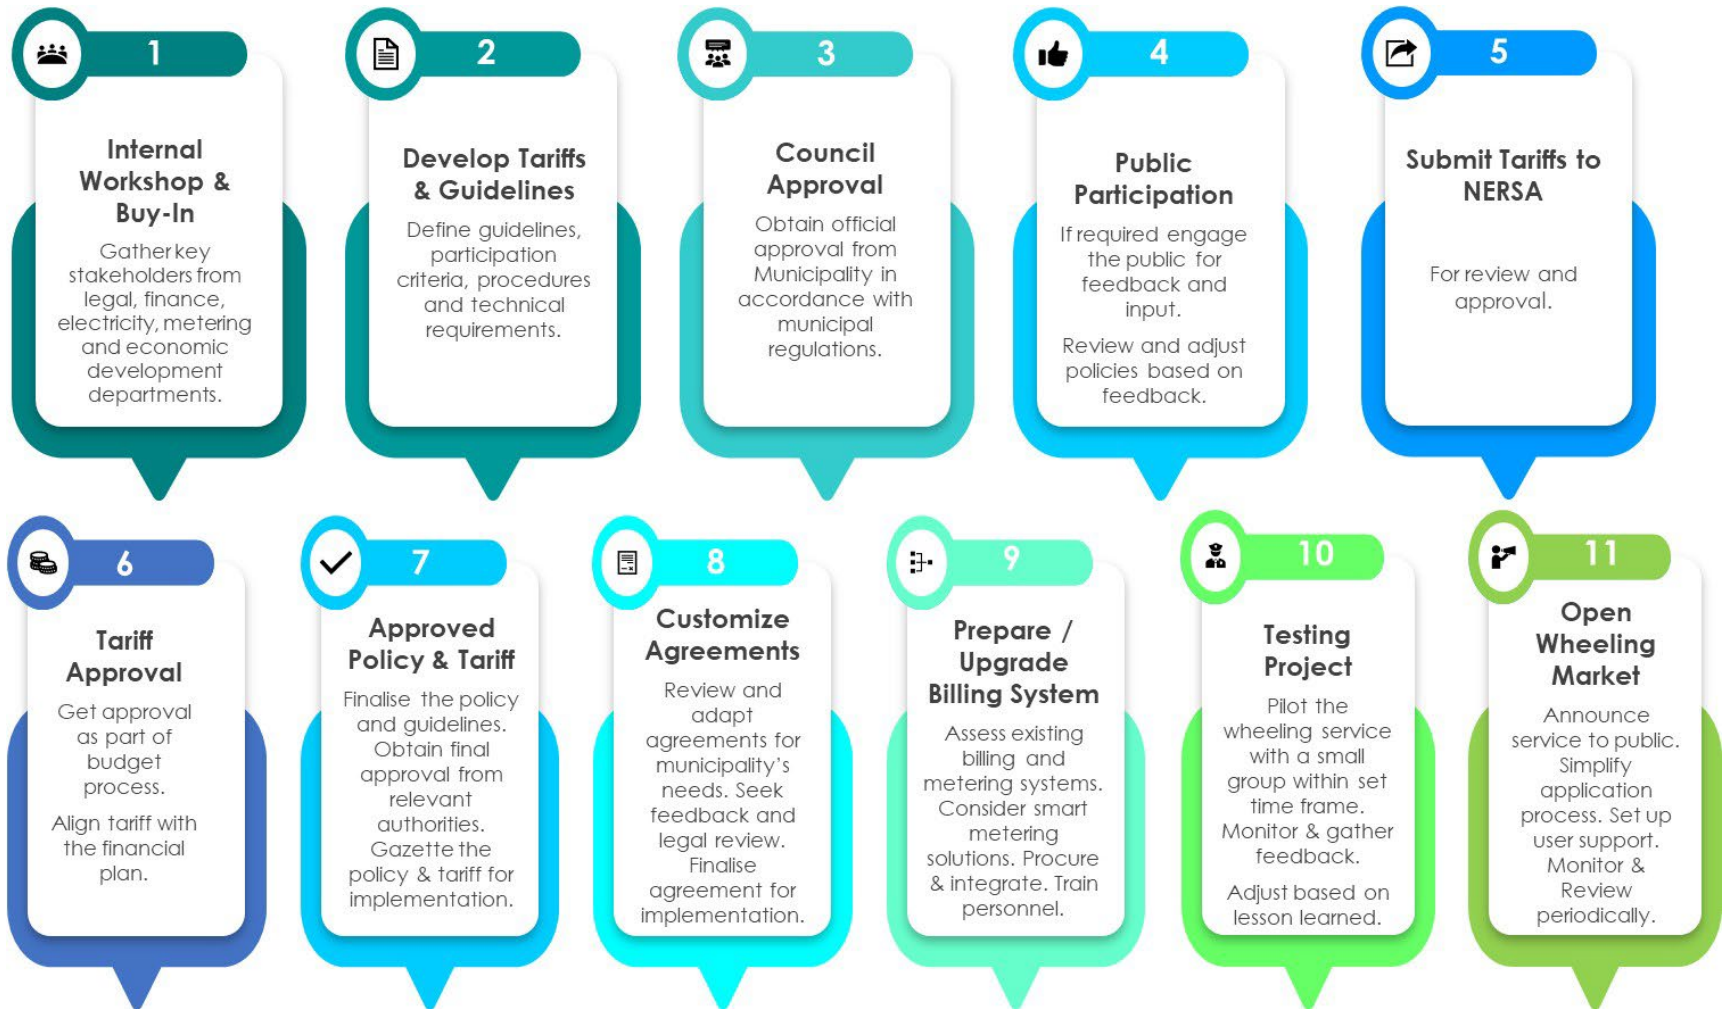 1
Internal
Workshop &
Buy-In
Gather key
stakeholders from
legal, finance,
electricity, metering
and economic
development
departments.
2
Develop Tariffs
& Guidelines
Define guidelines,
participation
criteria, procedures
and technical
requirements.
3
Council
Approval
Obtain official
approval from
Municipality in
accordance with
municipal
regulations.
4
Public
Participation
If required engage
the public for
feedback and
input.
Review and adjust
policies based on
feedback.
5
Submit Tariffs to
NERSA
For review and
approval.
6
Tariff
Approval
Get approval
as part of
budget
process.
Align tariff with
the financial
plan.
7
Approved
Policy & Tariff
Finalise the policy
and guidelines.
Obtain final
approval from
relevant
authorities.
Gazette the
policy & tariff for
implementation.
8
Customize
Agreements
Review and
adapt
agreements for
municipality's
needs. Seek
feedback and
legal review.
Finalise
agreement for
implementation.
9
Prepare /
Upgrade
Billing System
Assess existing
billing and
metering systems.
Consider smart
metering
solutions. Procure
& integrate. Train
personnel.
10
Testing
Project
Pilot the
wheeling service
with a small
group within set
time frame.
Monitor & gather
feedback.
Adjust based on
lesson learned.
11
Open
Wheeling
Market
Announce
service to public.
Simplify
application
process. Set up
user support.
Monitor &
Review
periodically.